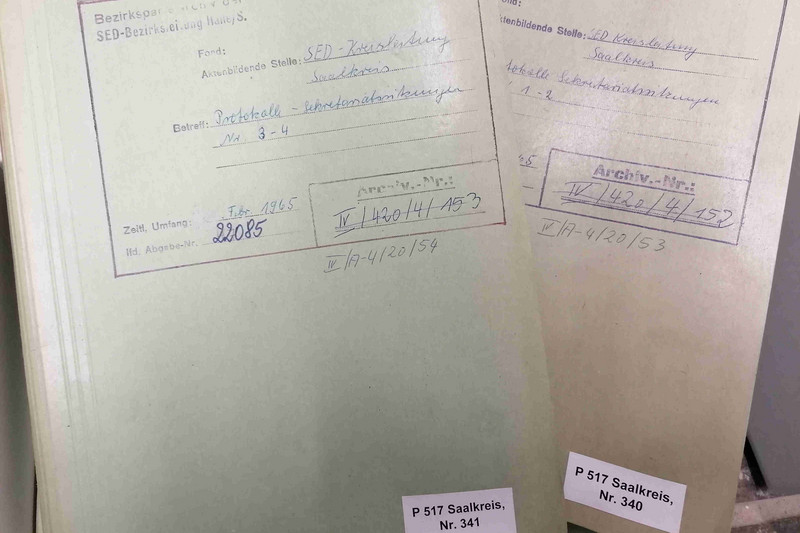 Bezirksparteiarchiv der
SED-Bezirksleitung Halle/S.
Fond:
Aktenbildende Stelle: SED-Kreisleitung
Saalkreis
Betreff: Protokolle - Sekretariatssitzungen
Nr. 3-4
Zeitl. Umfang: Febr. 1965
lfd. Abgabe-Nr. 22085
Archiv.-Nr.:
IV/420/4/153
IV/A-4/20/54
P 517 Saalkreis,
Nr. 341
Fond:
Aktenbildende Stelle: SED Kreisleitung
Saalkreis
Protokolle Sekretariatssitzungen
1-2
65
Archiv.-Nr.:
IV/420/4/152
IV/A-4/20/53
P 517 Saalkreis,
Nr. 340